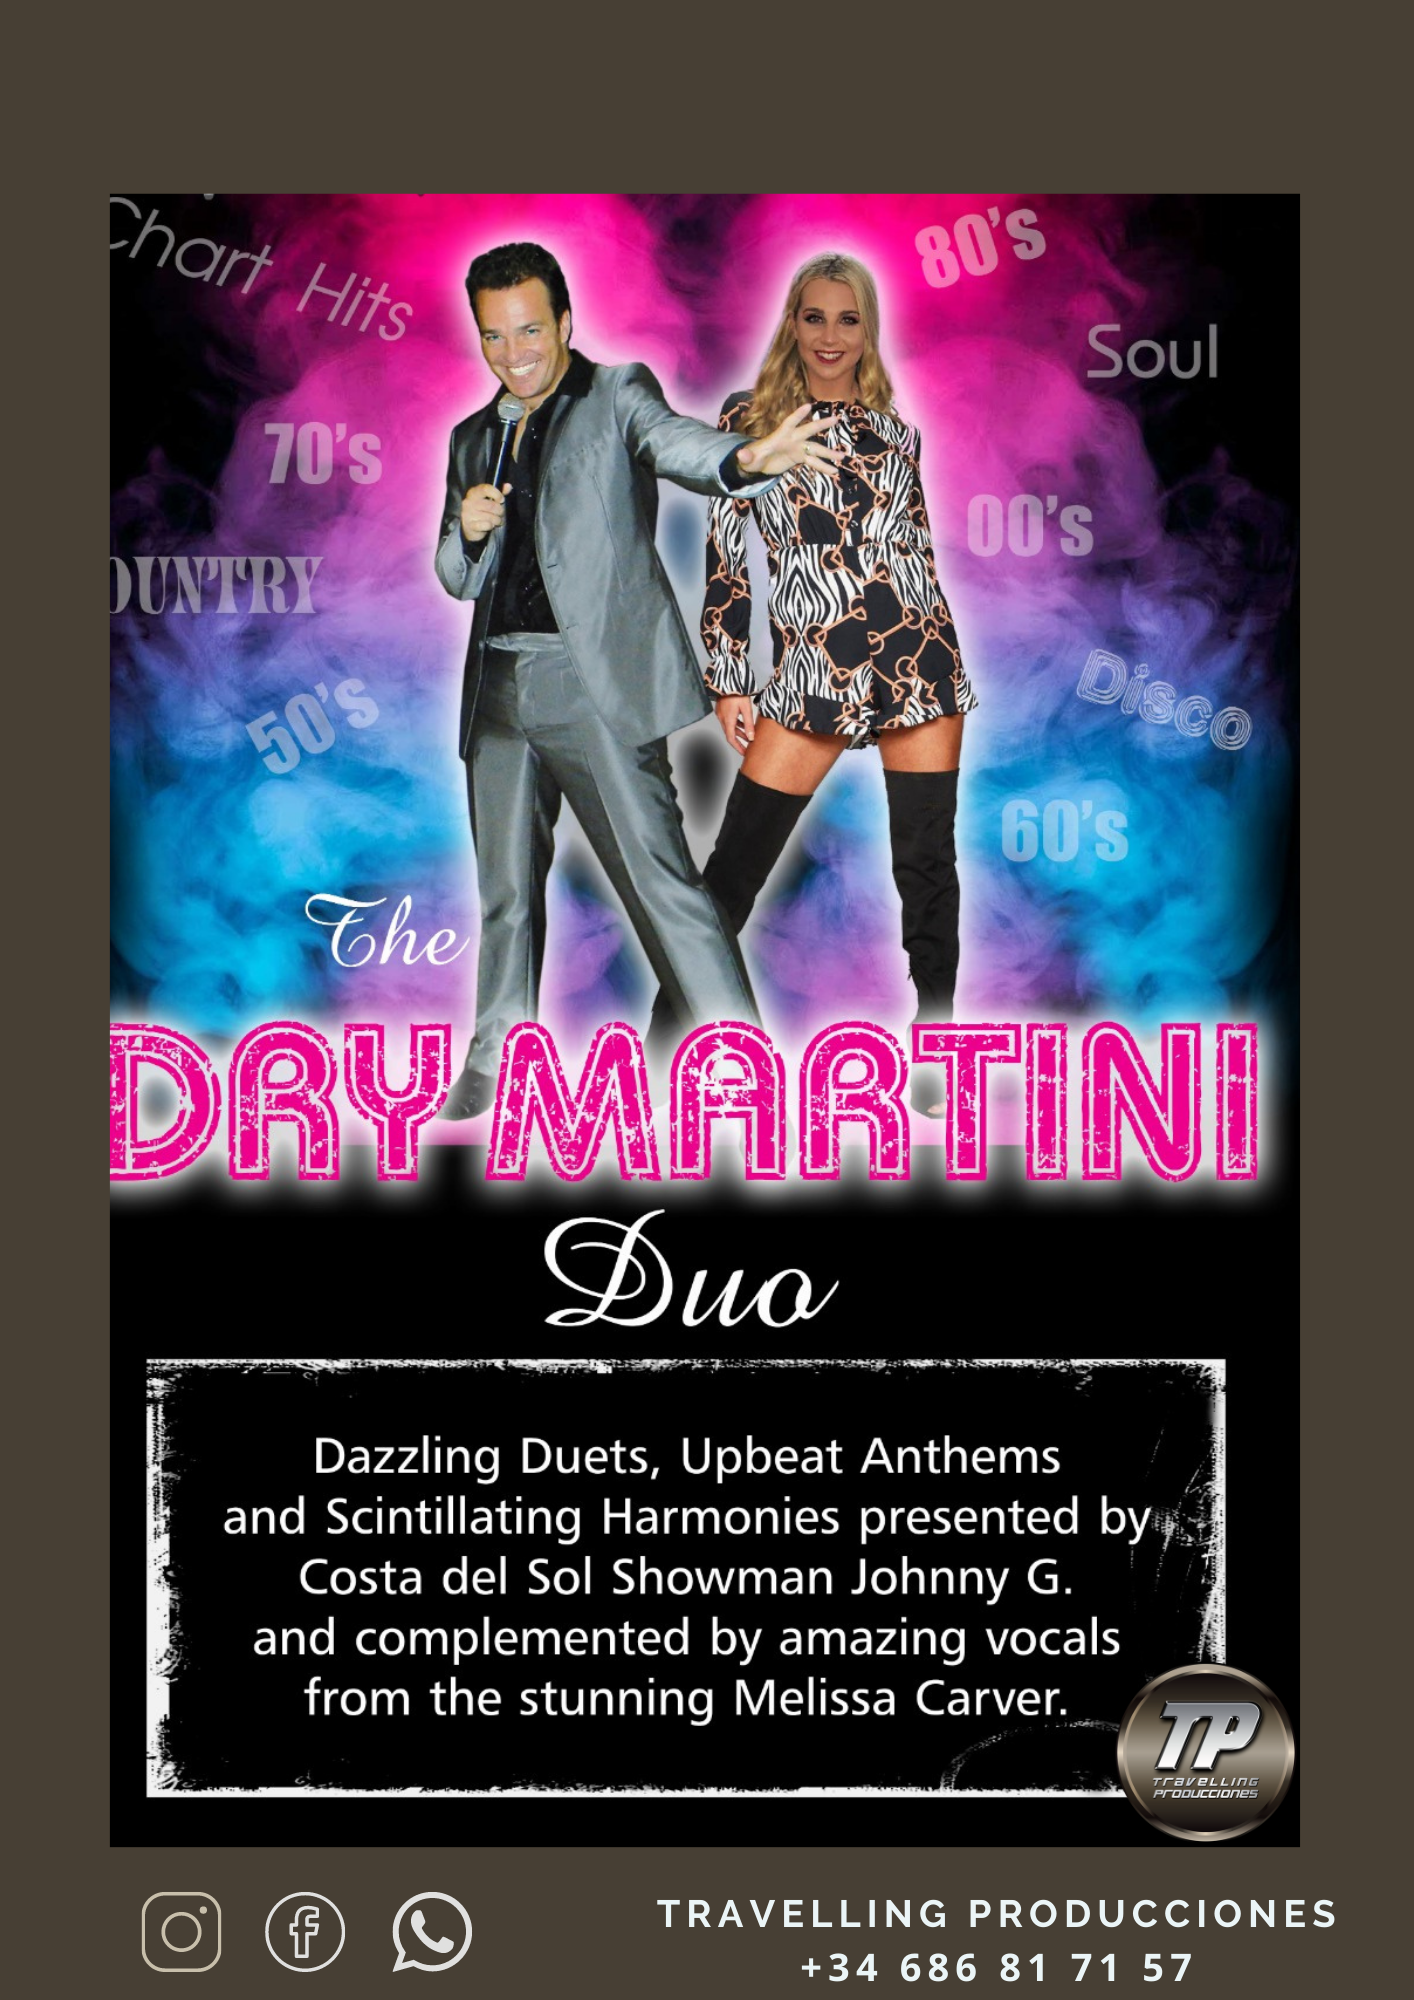 Chart Hits
80's
Soul
70's
00's
OUNTRY
50's
Disco
60's
The
DRY MARTINI
Duo
Dazzling Duets, Upbeat Anthems
and Scintillating Harmonies presented by
Costa del Sol Showman Johnny G.
and complemented by amazing vocals
from the stunning Melissa Carver.
TP
TRAVELLING
PRODUCCIONES
TRAVELLING PRODUCCIONES
+34 686 81 71 57